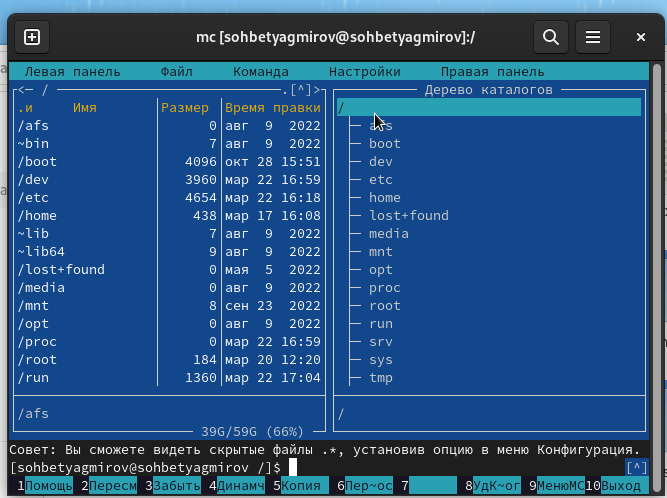 mc [sohbetyagmirov@sohbetyagmirov]:/
Левая панель Файл Команда Настройки Правая панель
<─ / .[^]> Дерево каталогов
.и Имя Размер Время правки /
/afs 0 авг 9 2022
~bin 7 авг 9 2022 boot
/boot 4096 окт 28 15:51 dev
/dev 3960 мар 22 16:59 etc
/etc 4654 мар 22 16:18 home
/home 438 мар 17 16:08 lost+found
~lib 7 авг 9 2022 media
~lib64 9 авг 9 2022 mnt
/lost+found 0 мая 5 2022 opt
/media 0 авг 9 2022 proc
/mnt 8 сен 23 2022 root
/opt 0 авг 9 2022 run
/proc 0 мар 22 16:59 srv
/root 184 мар 20 12:20 sys
/run 1360 мар 22 17:04 tmp
/afs /
39G/59G (66%)
Совет: Вы сможете видеть скрытые файлы .*, установив опцию в меню Конфигурация.
[sohbetyagmirov@sohbetyagmirov /]$ [^]
1Помощь 2Пересм 3Забыть 4Динамч 5Копия 6Пер~ос 7 8УдК~ог 9МенюMC 10Выход